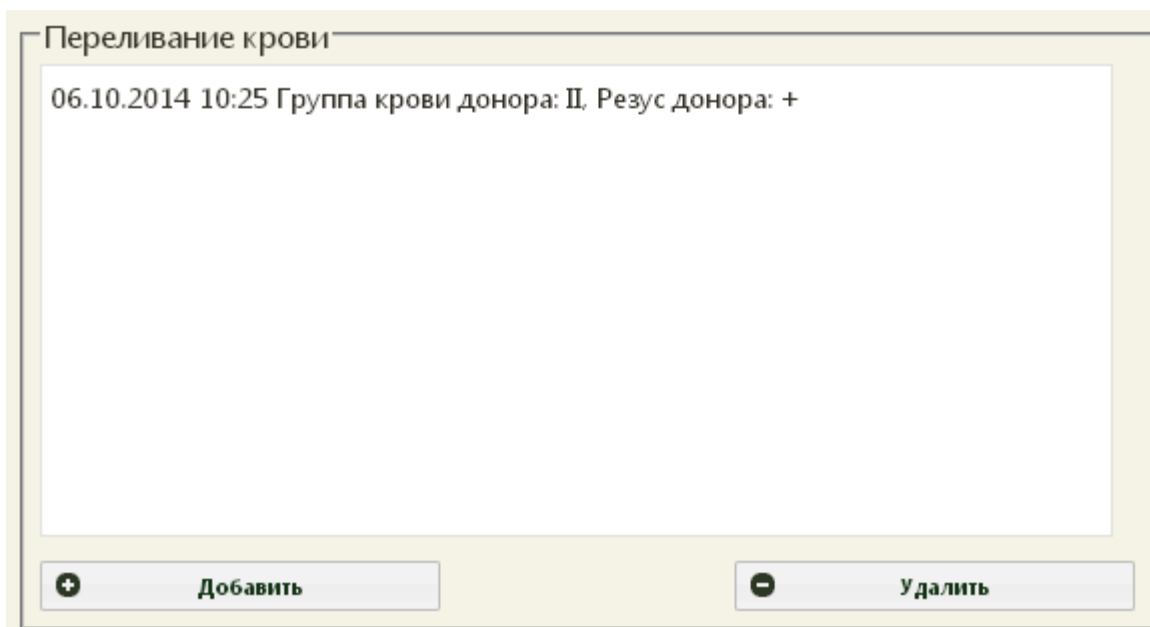 Переливание крови
06.10.2014 10:25 Группа крови донора: II, Резус донора: +
Добавить
Удалить